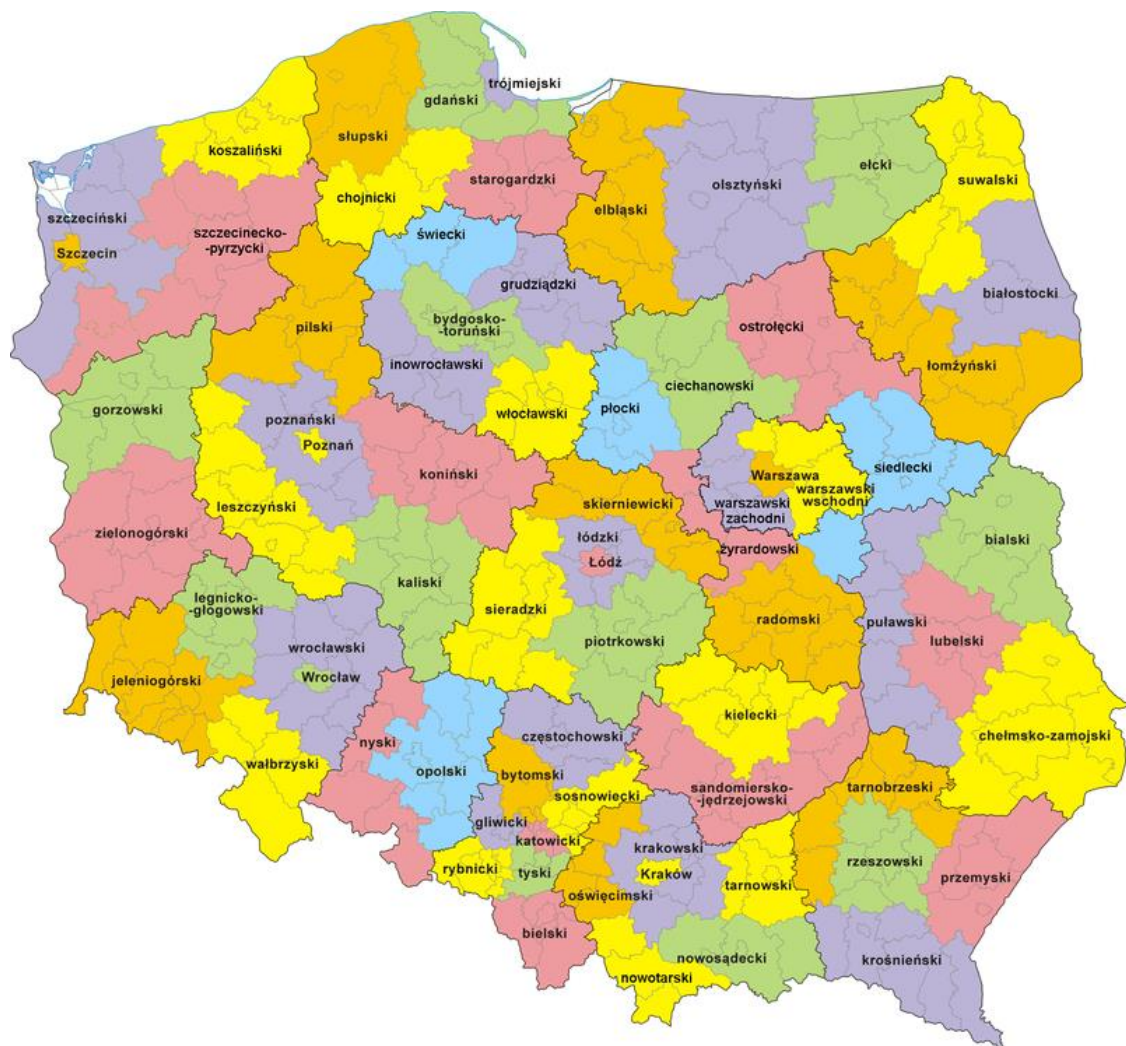 trójmiejski
gdański
słupski
koszaliński
ełcki
starogardzki
suwalski
olsztyński
chojnicki
elbląski
szczeciński
szczecinecko-
-pyrzycki
świecki
Szczecin
grudziądzki
białostocki
ostrołęcki
bydgosko-
-toruński
pilski
inowrocławski
łomżyński
ciechanowski
gorzowski
włocławski
płocki
poznański
Poznań
siedlecki
koniński
Warszawa
warszawski
wschodni
warszawski
zachodni
skierniewicki
leszczyński
zielonogórski
łódzki
bialski
żyrardowski
Łódź
kaliski
legnicko-
-głogowski
sieradzki
radomski
puławski
piotrkowski
lubelski
wrocławski
Wrocław
jeleniogórski
kielecki
częstochowski
chełmsko-zamojski
nyski
wałbrzyski
opolski
bytomski
sandomiersko-
-jędrzejowski
tarnobrzeski
sosnowiecki
gliwicki
katowicki
krakowski
rzeszowski
rybnicki
tyski
Kraków
przemyski
tarnowski
oświęcimski
bielski
nowosądecki
krośnieński
nowotarski